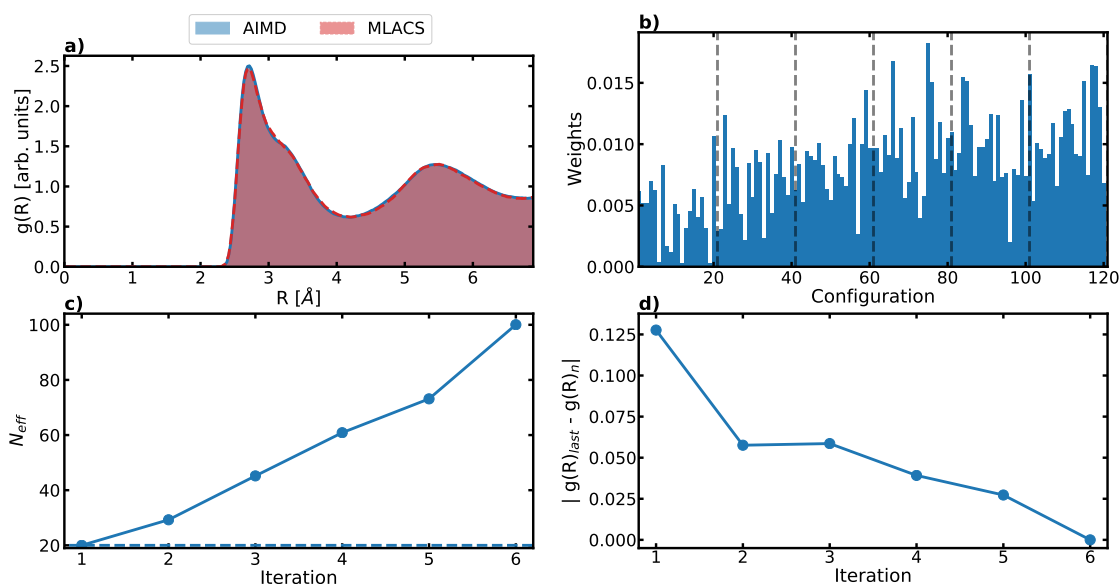 AIMD MLACS
a)
2.5
2.0
1.5
1.0
0.5
0.0
g(R) [arb. units]
0 1 2 3 4 5 6
R [Å]
b)
0.015
0.010
0.005
0.000
Weights
20 40 60 80 100 120
Configuration
c)
100
80
60
40
20
N_eff
1 2 3 4 5 6
Iteration
d)
0.125
0.100
0.075
0.050
0.025
0.000
| g(R)_last - g(R)_n|
1 2 3 4 5 6
Iteration